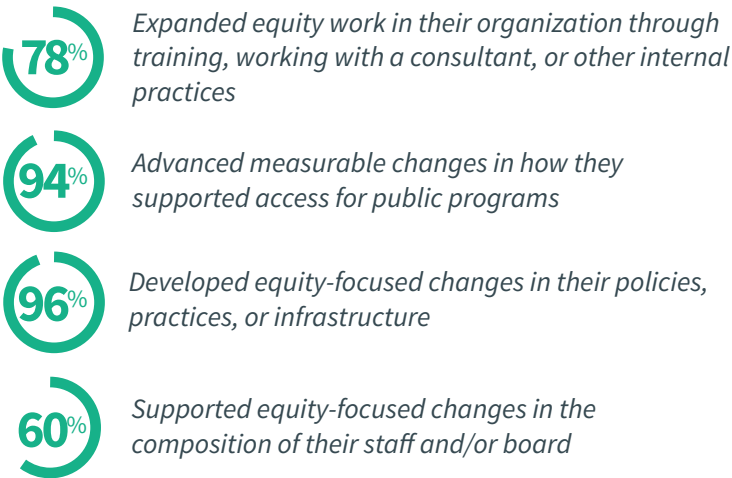 78%
Expanded equity work in their organization through
training, working with a consultant, or other internal
practices
94%
Advanced measurable changes in how they
supported access for public programs
96%
Developed equity-focused changes in their policies,
practices, or infrastructure
60%
Supported equity-focused changes in the
composition of their staff and/or board